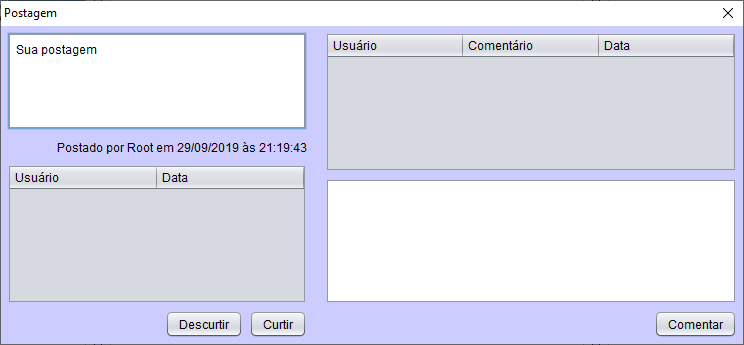 Postagem
Sua postagem
Postado por Root em 29/09/2019 às 21:19:43
Usuário Data
Descurtir Curtir
Usuário Comentário Data
Comentar